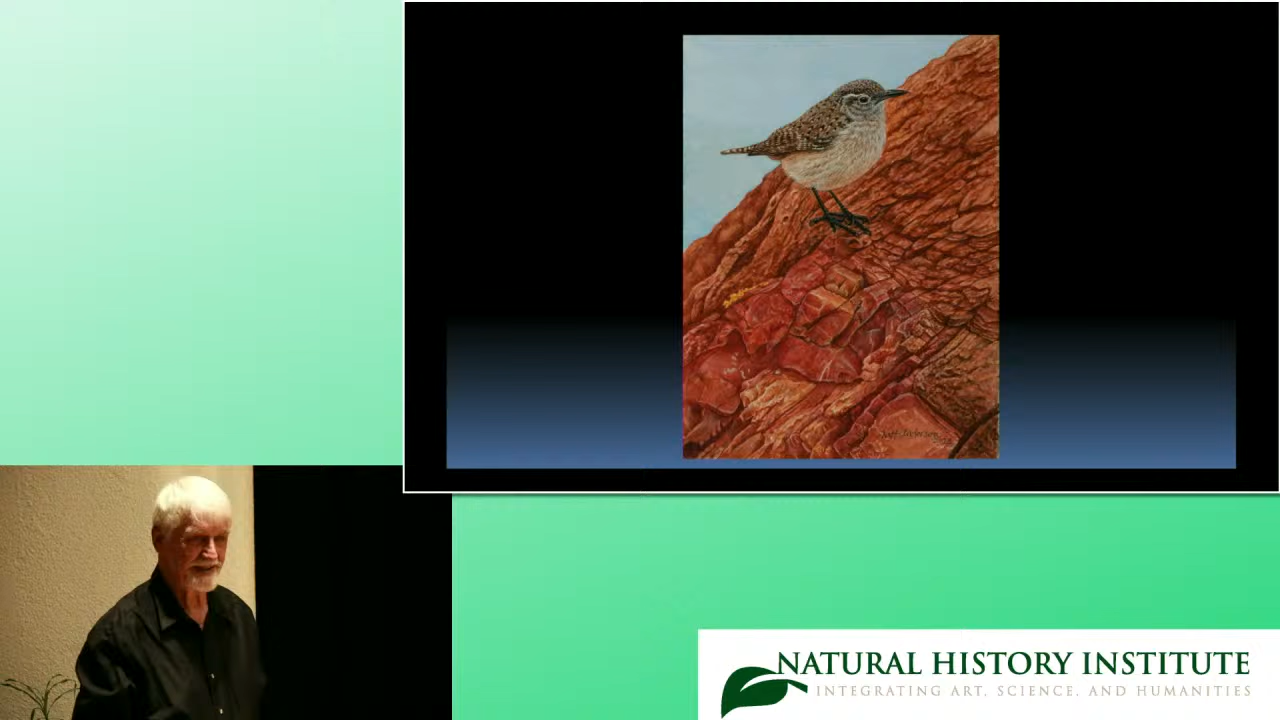 NATURAL HISTORY INSTITUTE
INTEGRATING ART, SCIENCE, AND HUMANITIES